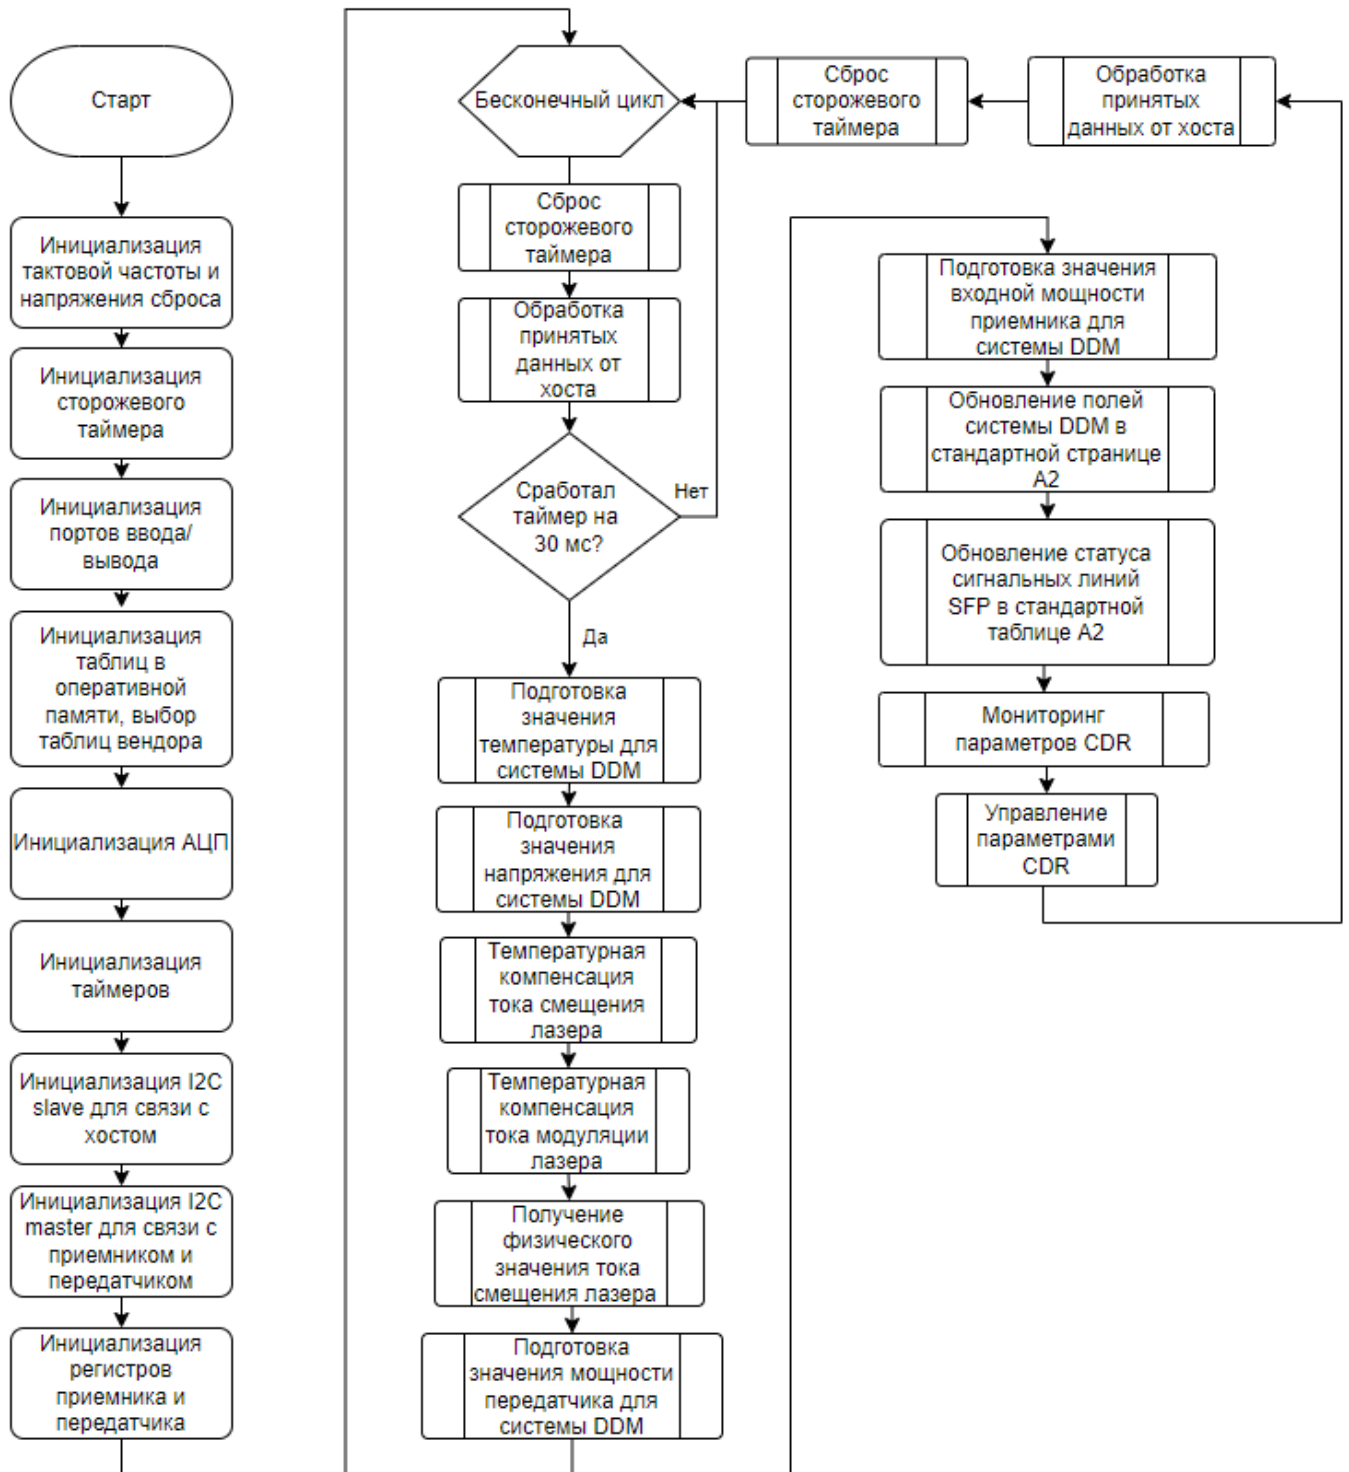 Старт
Инициализация
тактовой частоты и
напряжения сброса
Инициализация
сторожевого
таймера
Инициализация
портов ввода/
вывода
Инициализация
таблиц в
оперативной
памяти, выбор
таблиц вендора
Инициализация АЦП
Инициализация
таймеров
Инициализация I2C
slave для связи с
хостом
Инициализация I2C
master для связи с
приемником и
передатчиком
Инициализация
регистров
приемника и
передатчика
Бесконечный цикл
Сброс
сторожевого
таймера
Обработка
принятых
данных от
хоста
Сработал
таймер на
30 мс?
Нет
Да
Подготовка
значения
температуры для
системы DDM
Подготовка
значения
напряжения для
системы DDM
Температурная
компенсация
тока смещения
лазера
Температурная
компенсация
тока модуляции
лазера
Получение
физического
значения тока
смещения лазера
Подготовка
значения мощности
передатчика для
системы DDM
Подготовка значения
входной мощности
приемника для
системы DDM
Обновление полей
системы DDM в
стандартной странице
A2
Обновление статуса
сигнальных линий
SFP в стандартной
таблице A2
Мониторинг
параметров CDR
Управление
параметрами
CDR
Обработка
принятых
данных от хоста
Сброс
сторожевого
таймера